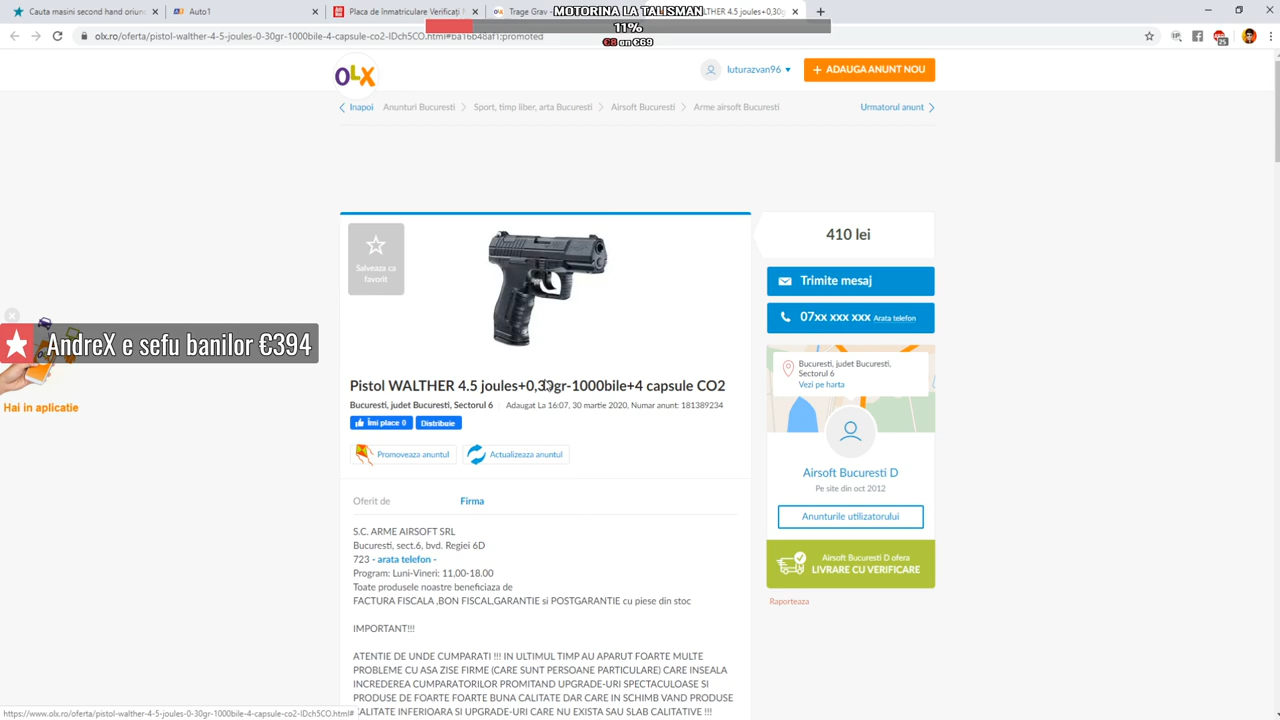 Cauta masini second hand oriun
Auto1
Placa de înmatriculare Verificați N
Trage Grav -
MOTORINA LA TALISMAN
11%
€8 an €69
olx.ro/oferta/pistol-walther-4-5-joules-0-30gr-1000bile-4-capsule-co2-IDch5CO.html#ba16b48af1;promoted
25
OLX
luturazvan96
+ ADAUGA ANUNT NOU
Inapoi
Anunturi Bucuresti
Sport, timp liber, arta Bucuresti
Airsoft Bucuresti
Arme airsoft Bucuresti
Urmatorul anunt
Salveaza ca
favorit
410 lei
Trimite mesaj
07xx xxx xxx Arata telefon
Bucuresti, judet Bucuresti,
Sectorul 6
Vezi pe harta
AndreX e sefu banilor €394
Hai in aplicatie
Pistol WALTHER 4.5 joules+0,30gr-1000bile+4 capsule CO2
Bucuresti, judet Bucuresti, Sectorul 6
Adaugat La 16:07, 30 martie 2020, Numar anunt: 181389234
Îmi place 0
Distribuie
Promoveaza anuntul
Actualizeaza anuntul
Airsoft Bucuresti D
Pe site din oct 2012
Anunturile utilizatorului
Airsoft Bucuresti D ofera
LIVRARE CU VERIFICARE
Raporteaza
Oferit de
Firma
S.C. ARME AIRSOFT SRL
Bucuresti, sect.6, bvd. Regiei 6D
723 - arata telefon -
Program: Luni-Vineri: 11,00-18.00
Toate produsele noastre beneficiaza de
FACTURA FISCALA ,BON FISCAL,GARANTIE si POSTGARANTIE cu piese din stoc
IMPORTANT!!!
ATENTIE DE UNDE CUMPARATI !!! IN ULTIMUL TIMP AU APARUT FOARTE MULTE
PROBLEME CU ASA ZISE FIRME (CARE SUNT PERSOANE PARTICULARE) CARE INSEALA
INCREDEREA CUMPARATORILOR PROMITAND UPGRADE-URI SPECTACULOASE SI
PRODUSE DE FOARTE FOARTE BUNA CALITATE DAR CARE IN SCHIMB VAND PRODUSE
CALITATE INFERIOARA SI UPGRADE-URI CARE NU EXISTA SAU SLAB CALITATIVE !!!
https://www.olx.ro/oferta/pistol-walther-4-5-joules-0-30gr-1000bile-4-capsule-co2-IDch5CO.html#